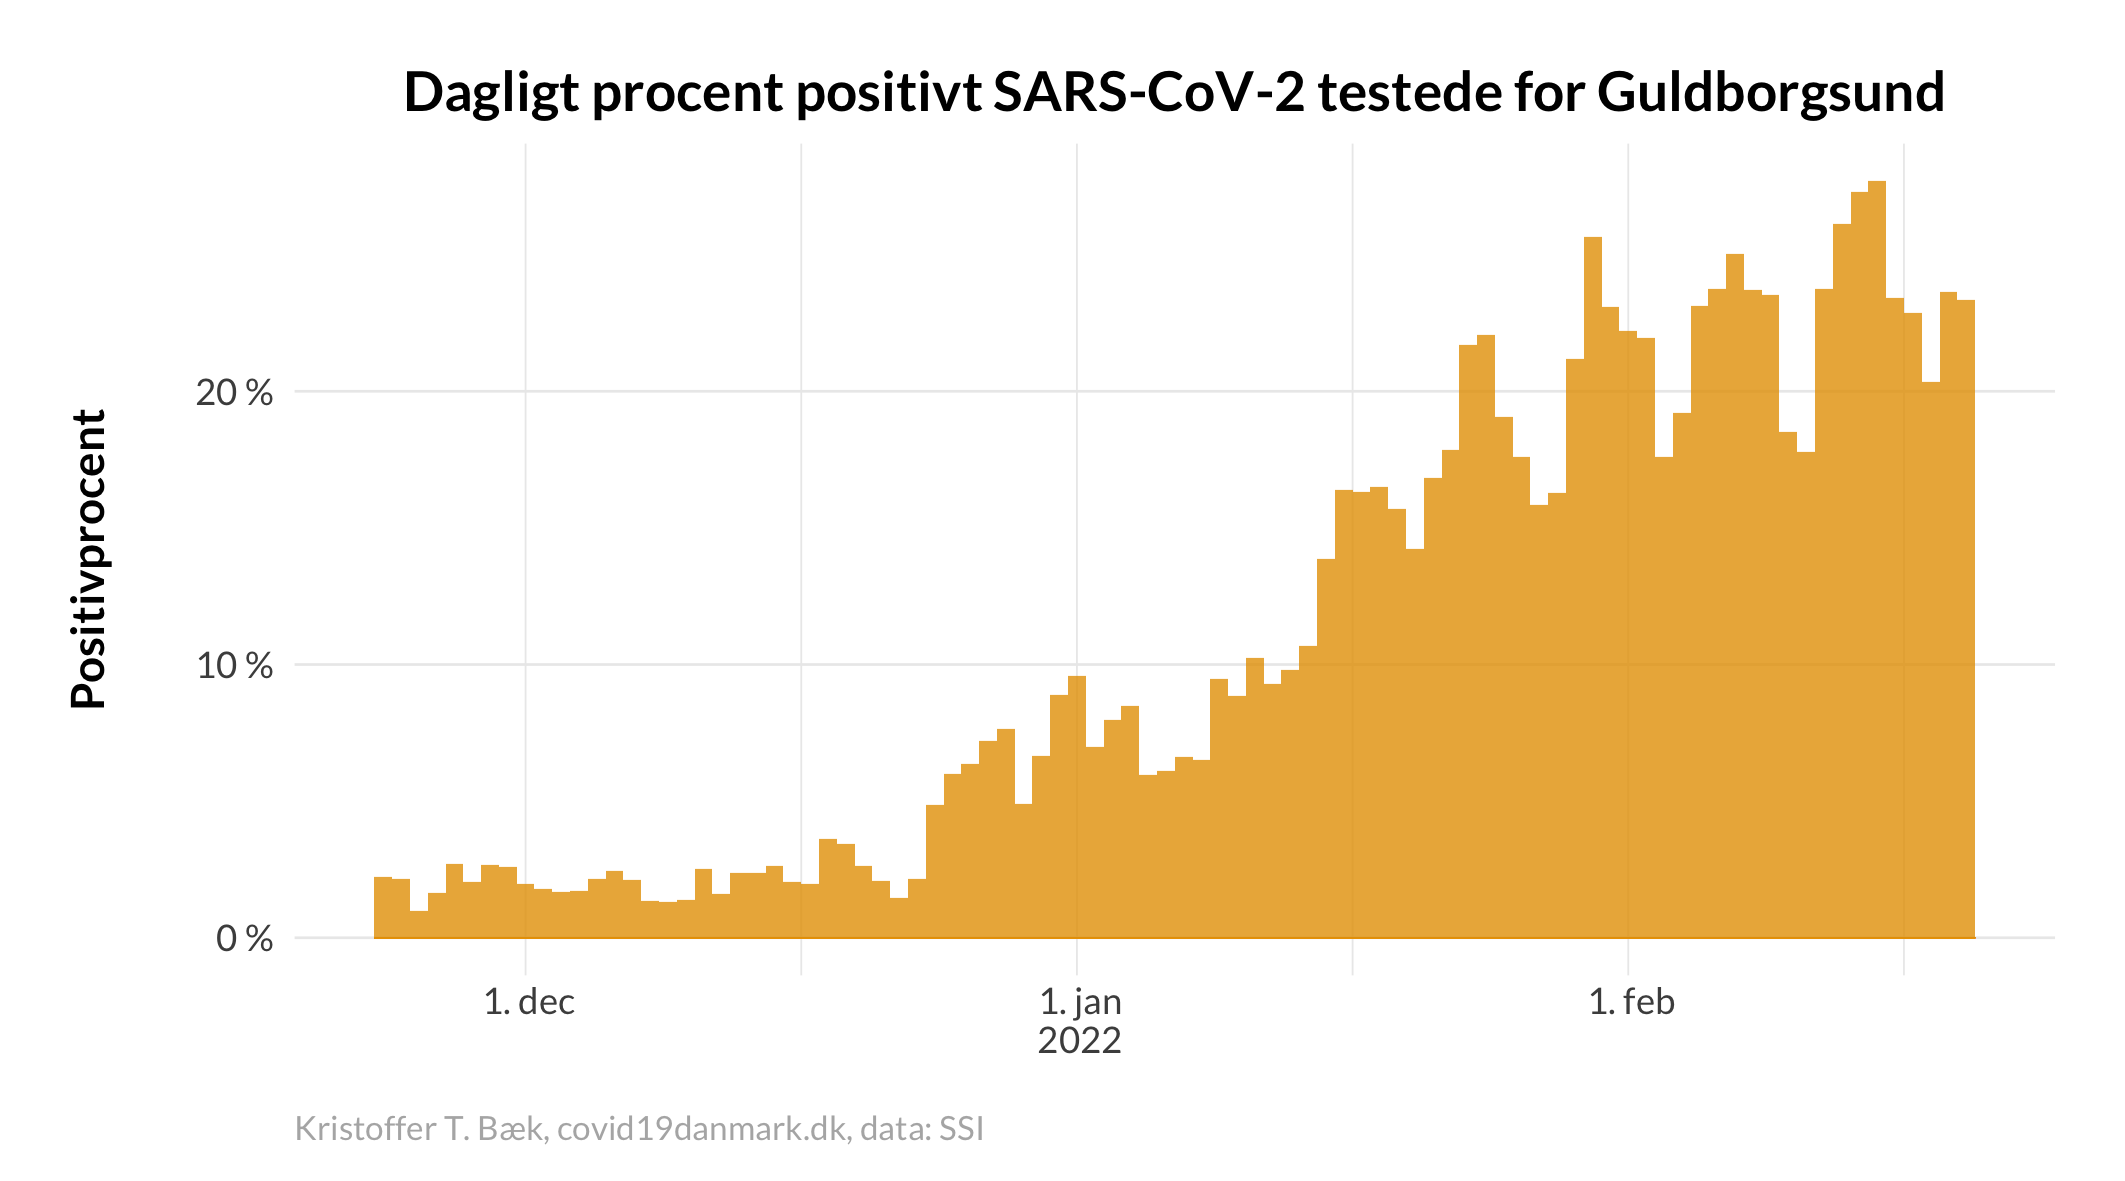 Dagligt procent positivt SARS-CoV-2 testede for Guldborgsund
Positivprocent
20 %
10 %
0 %
1. dec
1. jan
2022
1. feb
Kristoffer T. Bæk, covid19danmark.dk, data: SSI